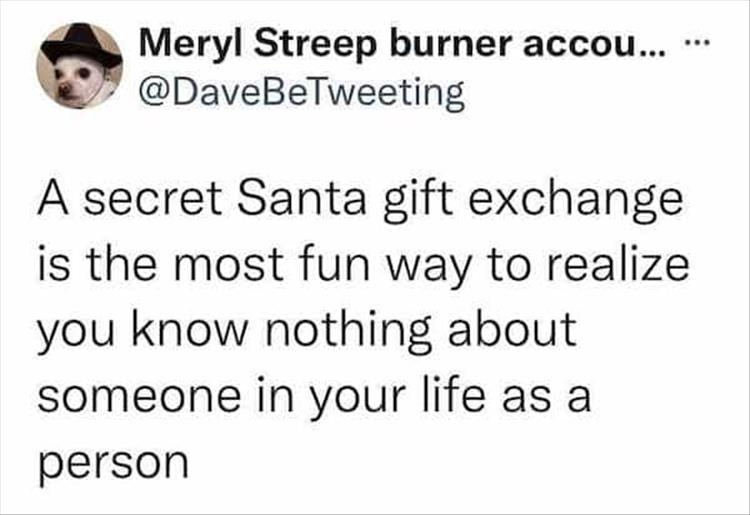 Meryl Streep burner accou... ...
@DaveBeTweeting
A secret Santa gift exchange
is the most fun way to realize
you know nothing about
someone in your life as a
person